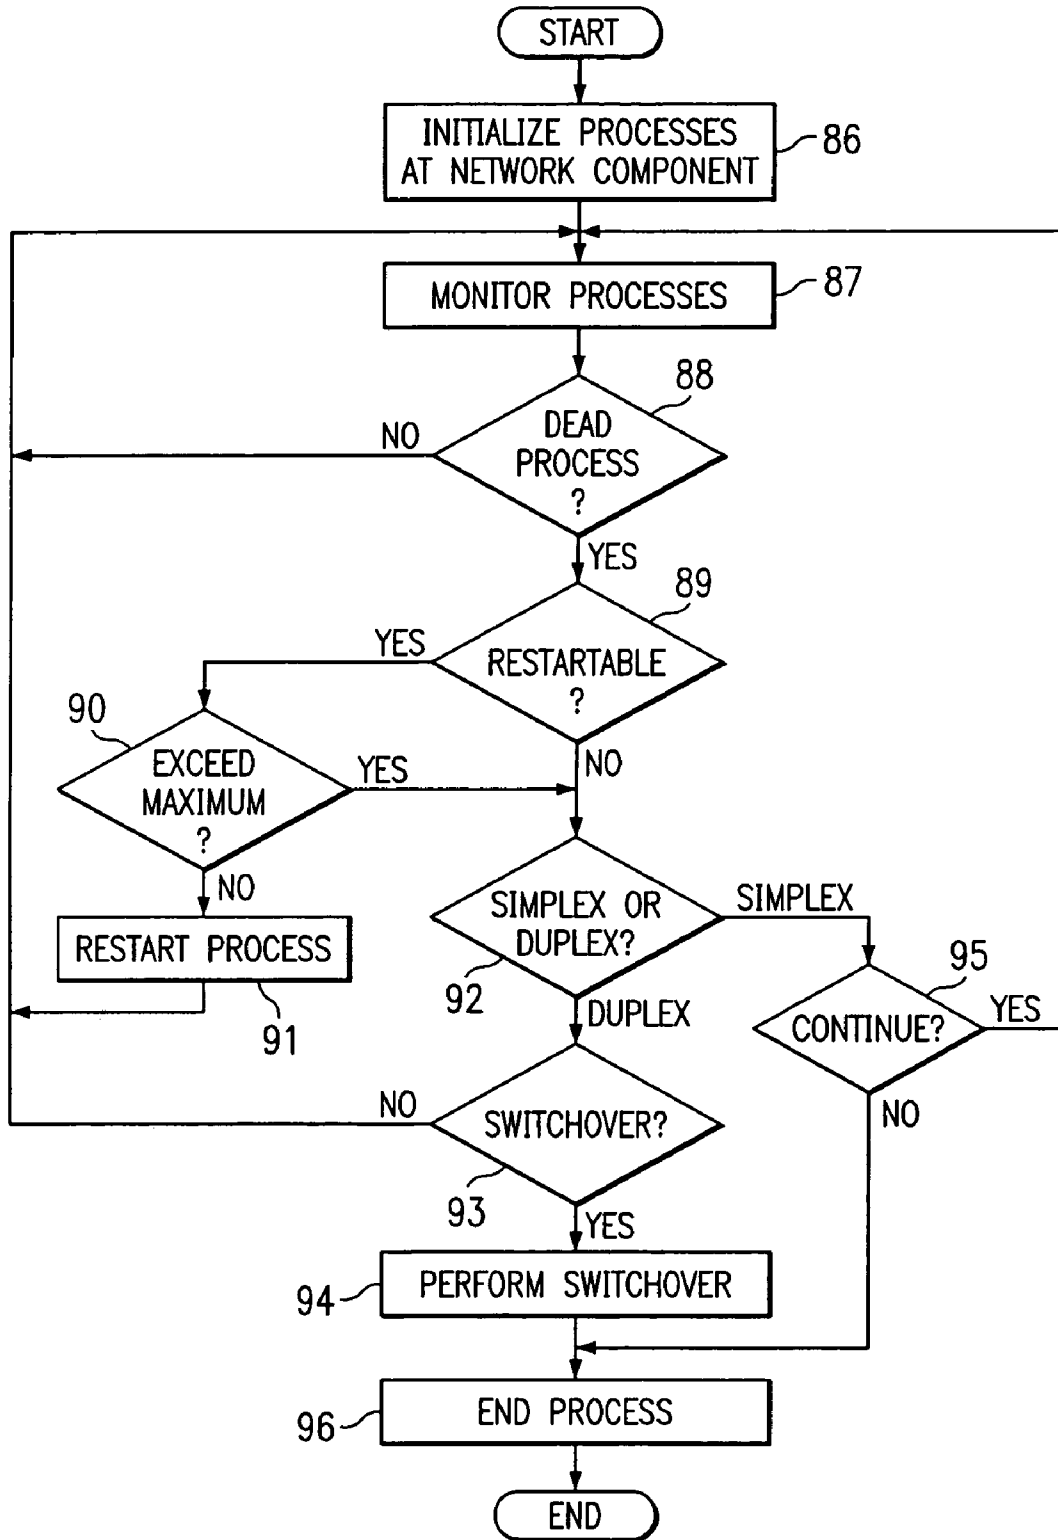 START
INITIALIZE PROCESSES
AT NETWORK COMPONENT
86
MONITOR PROCESSES
87
88
DEAD
PROCESS
?
NO
YES
89
RESTARTABLE
?
YES
NO
90
EXCEED
MAXIMUM
?
YES
NO
RESTART PROCESS
91
SIMPLEX OR
DUPLEX?
92
SIMPLEX
DUPLEX
95
CONTINUE?
YES
NO
SWITCHOVER?
93
NO
YES
PERFORM SWITCHOVER
94
END PROCESS
96
END